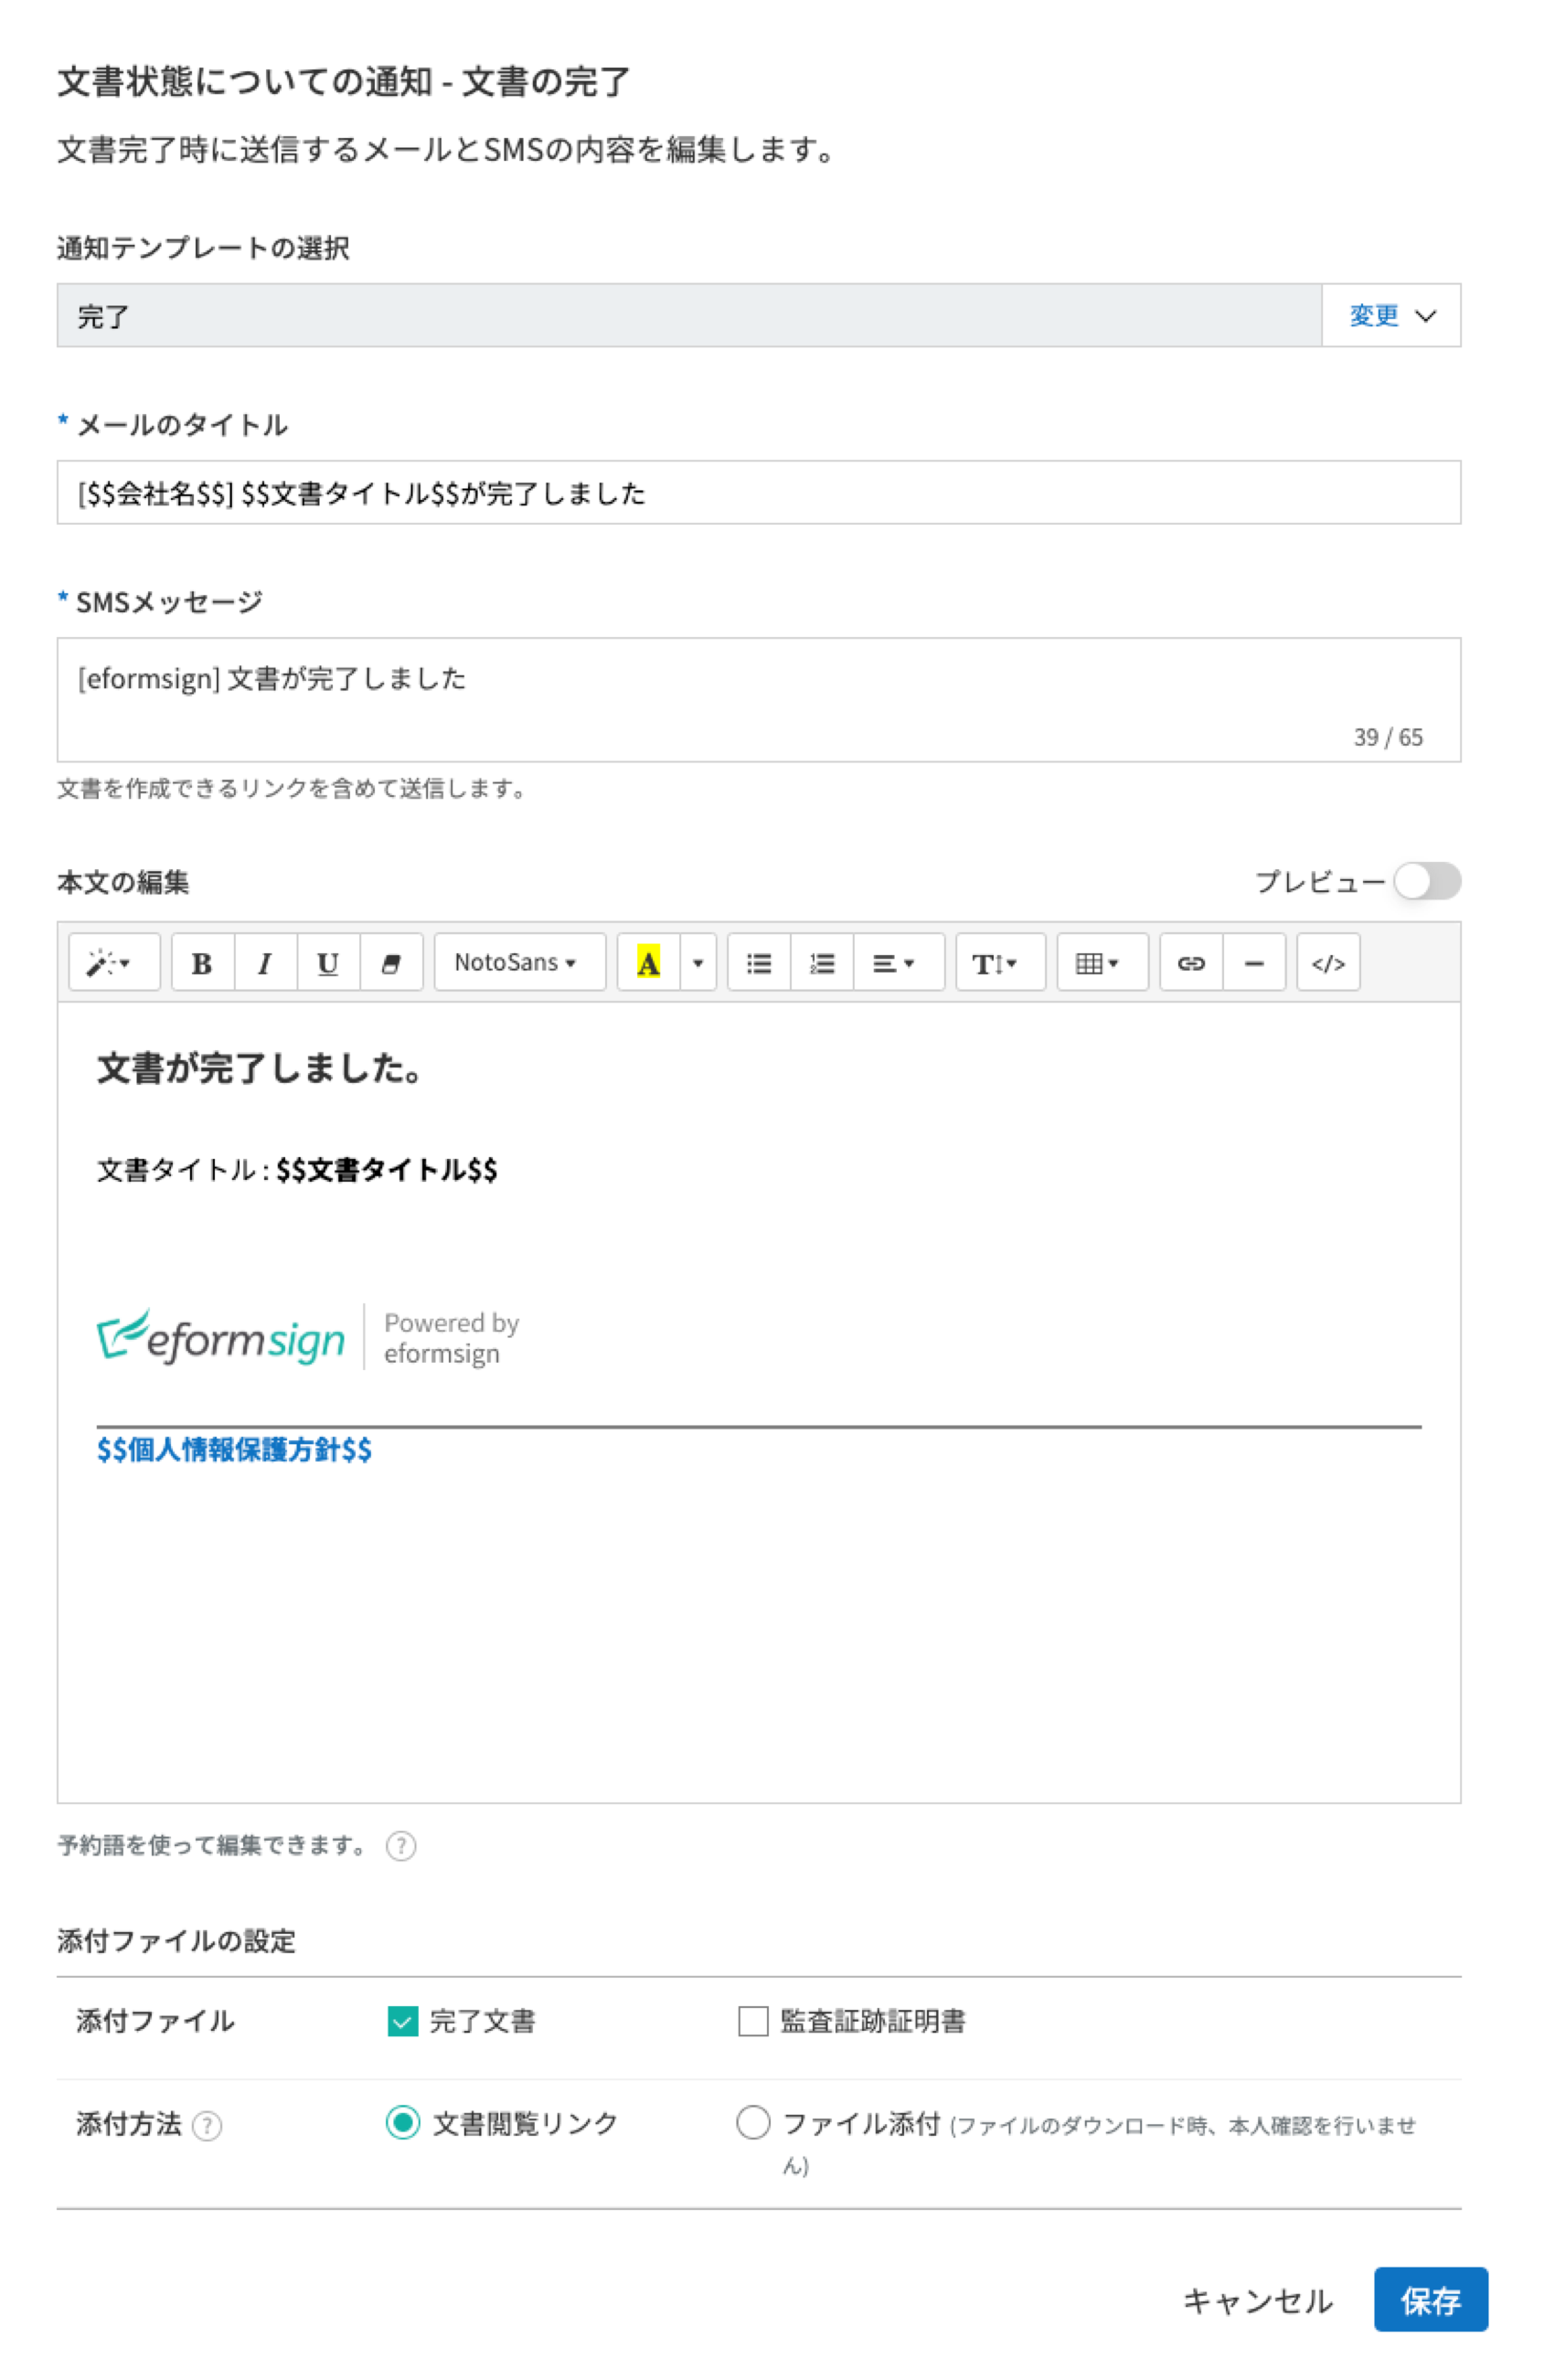 文書状態についての通知 - 文書の完了
文書完了時に送信するメールとSMSの内容を編集します。
通知テンプレートの選択
完了
変更
* メールのタイトル
[$$会社名$$] $$文書タイトル$$が完了しました
* SMSメッセージ
[eformsign] 文書が完了しました
39 / 65
文書を作成できるリンクを含めて送信します。
本文の編集
プレビュー
B I U NotoSans A T </>
文書が完了しました。
文書タイトル : $$文書タイトル$$
eformsign
Powered by
eformsign
$$個人情報保護方針$$
予約語を使って編集できます。 ?
添付ファイルの設定
添付ファイル 完了文書 監査証跡証明書
添付方法 ? 文書閲覧リンク ファイル添付 (ファイルのダウンロード時、本人確認を行いませ
ん)
キャンセル 保存